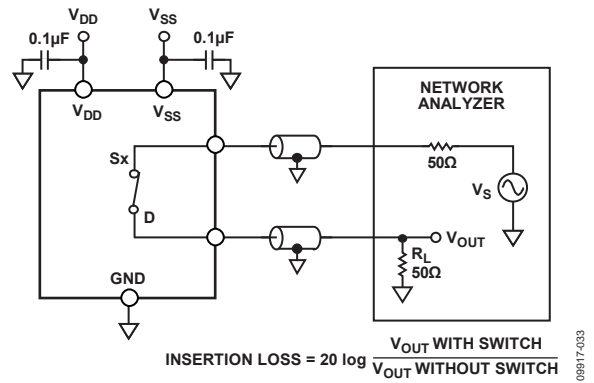 VDD VSS
0.1µF 0.1µF
VDD VSS
NETWORK
ANALYZER
Sx
50Ω
VS
D
VOUT
RL
50Ω
GND
INSERTION LOSS = 20 log VOUT WITH SWITCH
VOUT WITHOUT SWITCH
09917-033